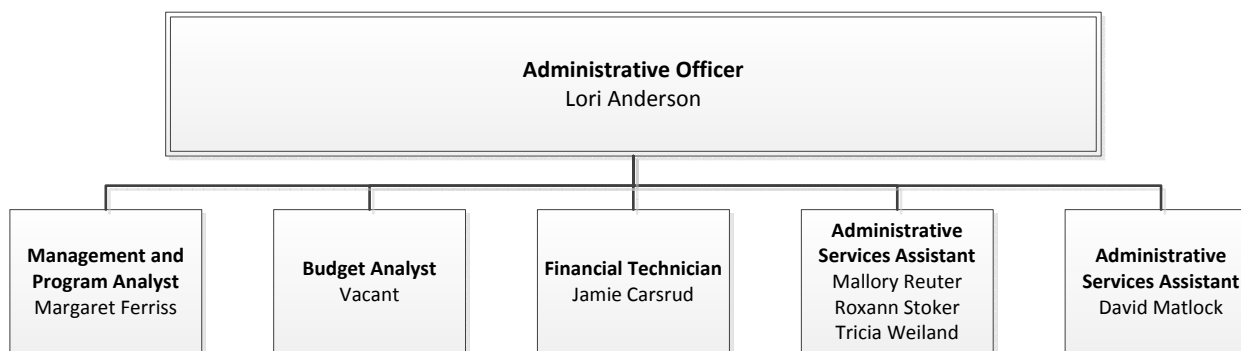 Administrative Officer
Lori Anderson
Management and
Program Analyst
Margaret Ferriss
Budget Analyst
Vacant
Financial Technician
Jamie Carsrud
Administrative
Services Assistant
Mallory Reuter
Roxann Stoker
Tricia Weiland
Administrative
Services Assistant
David Matlock